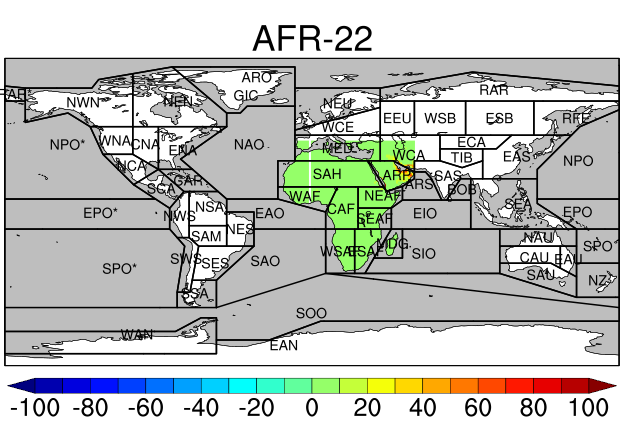 AFR-22
ARO
RAR
FAR*
NWN
NEN
GIC
NEU
EEU
WSB
ESB
RFE
WCE
NPO*
WNA
CNA
ENA
NAO
MED
WCA
ECA
TIB
EAS
NPO
NCA
SCA
CAR
SAH
ARP
ARS
SAS
BOB
WAF
NEAF
EPO*
NWS
NSA
EAO
CAF
SEAF
EIO
SEA
EPO
SAM
NES
SPO*
SWS
SES
SAO
WSAF
ESAF
MDG
SIO
NAU
CAU
EAU
SAU
SPO
NZ
SSA
SOO
WAN
EAN
-100 -80 -60 -40 -20 0 20 40 60 80 100